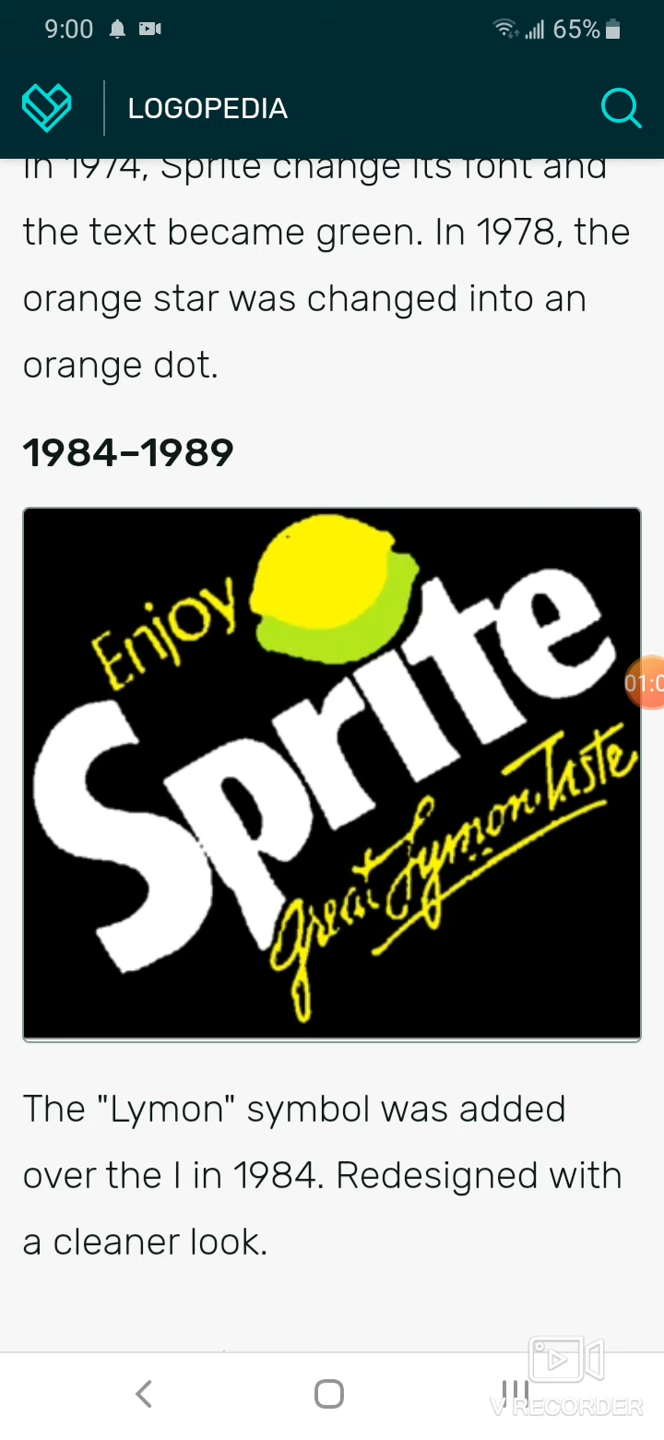 9:00 65%
LOGOPEDIA
In 1974, Sprite change its font and
the text became green. In 1978, the
orange star was changed into an
orange dot.
1984–1989
Enjoy
Sprite
Great Lymon Taste
01:0
The "Lymon" symbol was added
over the I in 1984. Redesigned with
a cleaner look.
V RECORDER